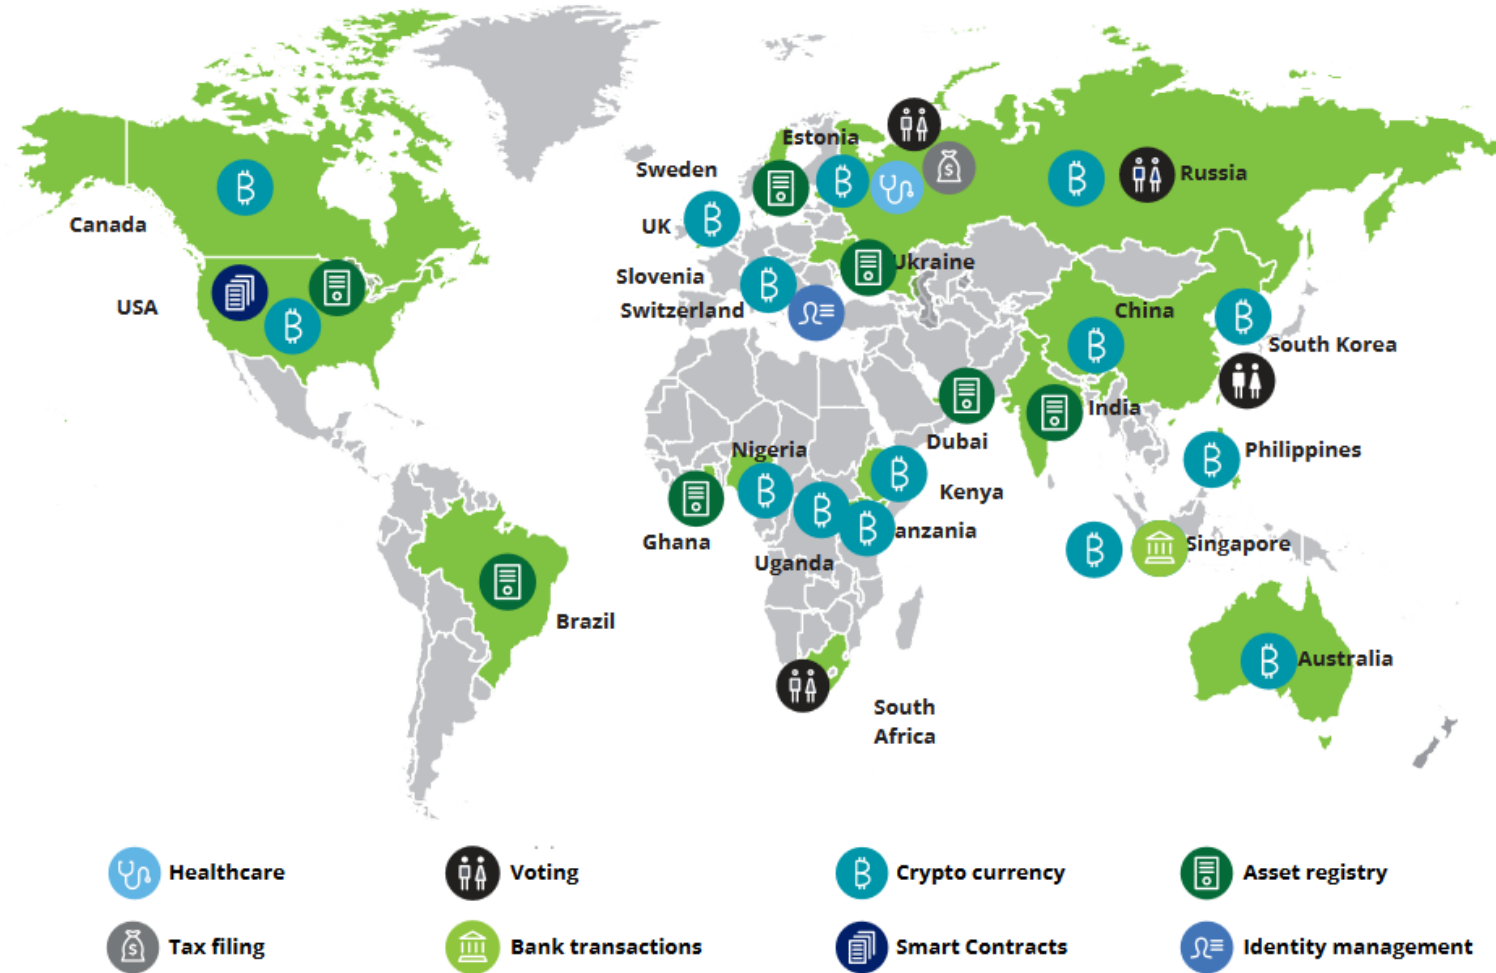 Estonia
Sweden
Russia
Canada
UK
Ukraine
Slovenia
USA
Switzerland
China
South Korea
India
Dubai
Nigeria
Philippines
Kenya
anzania
Ghana
Singapore
Uganda
Brazil
Australia
South
Africa
Healthcare
Voting
Crypto currency
Asset registry
Tax filing
Bank transactions
Smart Contracts
Identity management